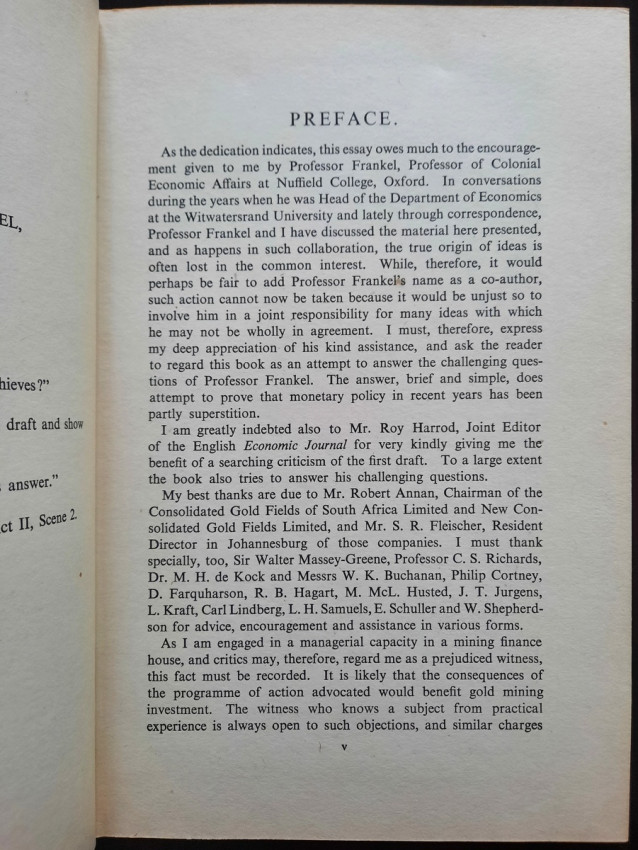 EL,
hieves?"
draft and show
answer."
ct II, Scene 2.
PREFACE.
As the dedication indicates, this essay owes much to the encourage-
ment given to me by Professor Frankel, Professor of Colonial
Economic Affairs at Nuffield College, Oxford. In conversations
during the years when he was Head of the Department of Economics
at the Witwatersrand University and lately through correspondence,
Professor Frankel and I have discussed the material here presented,
and as happens in such collaboration, the true origin of ideas is
often lost in the common interest. While, therefore, it would
perhaps be fair to add Professor Frankel's name as a co-author,
such action cannot now be taken because it would be unjust so to
involve him in a joint responsibility for many ideas with which
he may not be wholly in agreement. I must, therefore, express
my deep appreciation of his kind assistance, and ask the reader
to regard this book as an attempt to answer the challenging ques-
tions of Professor Frankel. The answer, brief and simple, does
attempt to prove that monetary policy in recent years has been
partly superstition.
I am greatly indebted also to Mr. Roy Harrod, Joint Editor
of the English Economic Journal for very kindly giving me the
benefit of a searching criticism of the first draft. To a large extent
the book also tries to answer his challenging questions.
My best thanks are due to Mr. Robert Annan, Chairman of the
Consolidated Gold Fields of South Africa Limited and New Con-
solidated Gold Fields Limited, and Mr. S. R. Fleischer, Resident
Director in Johannesburg of those companies. I must thank
specially, too, Sir Walter Massey-Greene, Professor C. S. Richards,
Dr. M. H. de Kock and Messrs W. K. Buchanan, Philip Cortney,
D. Farquharson, R. B. Hagart, M. McL. Husted, J. T. Jurgens,
L. Kraft, Carl Lindberg, L. H. Samuels, E. Schuller and W. Shepherd-
son for advice, encouragement and assistance in various forms.
As I am engaged in a managerial capacity in a mining finance
house, and critics may, therefore, regard me as a prejudiced witness,
this fact must be recorded. It is likely that the consequences of
the programme of action advocated would benefit gold mining
investment. The witness who knows a subject from practical
experience is always open to such objections, and similar charges
v